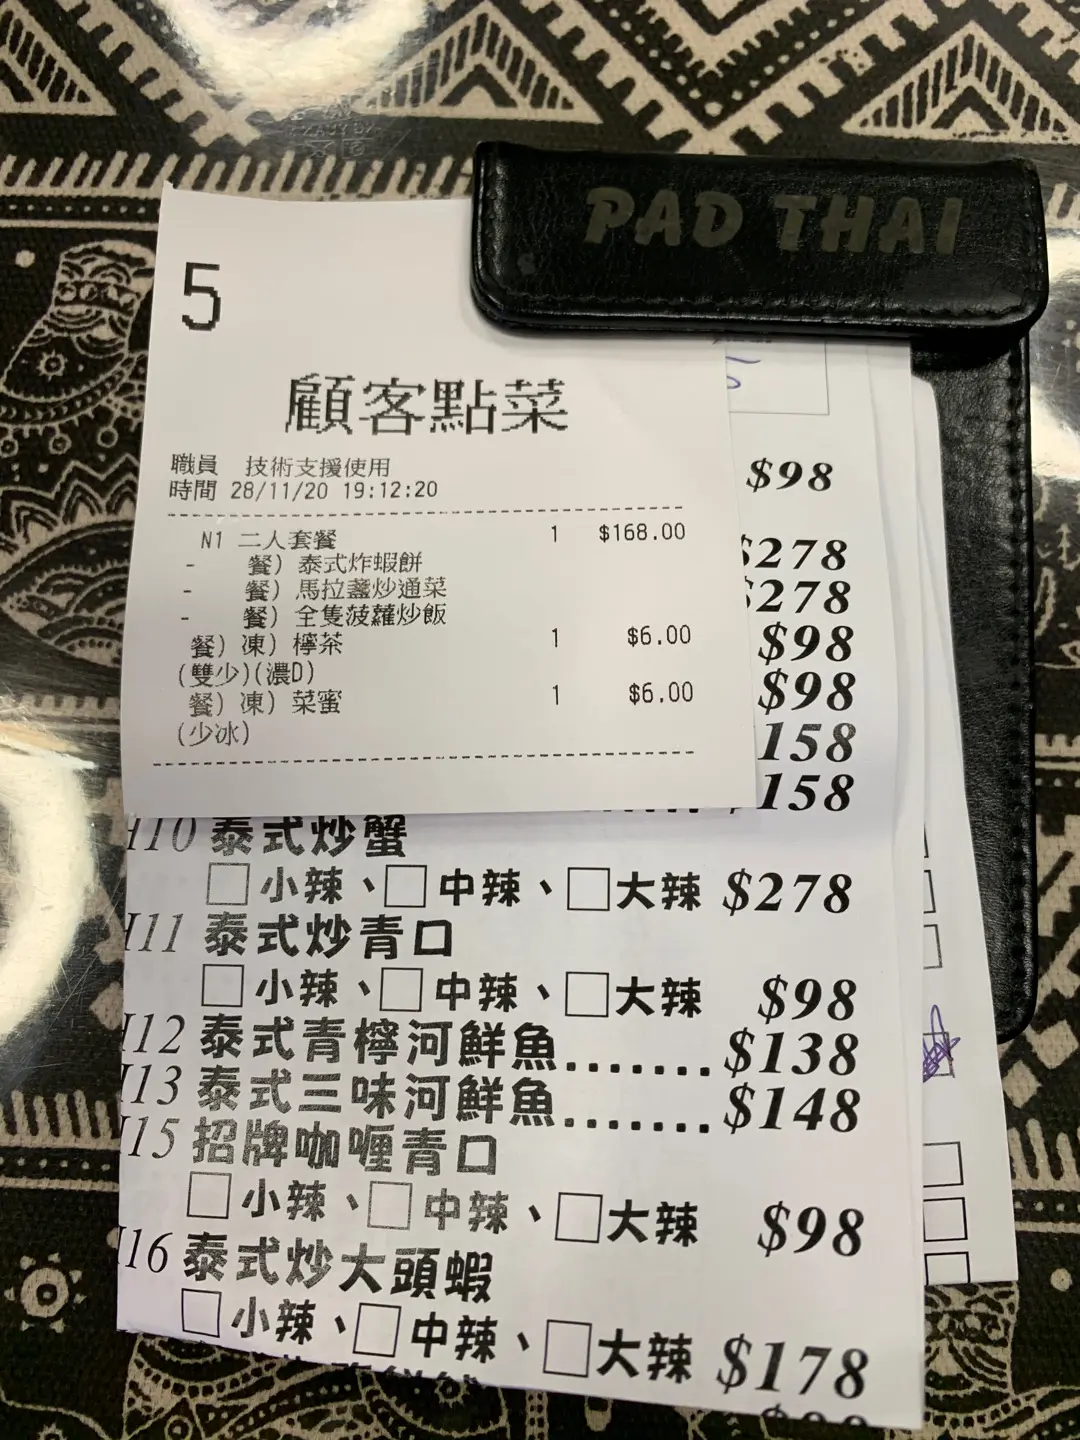 PAD THAI
5
顧客點菜
職員 技術支援使用
時間 28/11/20 19:12:20
N1 二人套餐 1 $168.00
- 餐) 泰式炸蝦餅
- 餐) 馬拉盞炒通菜
- 餐) 全隻菠蘿炒飯
餐) 凍) 檸茶 1 $6.00
(雙少)(濃D)
餐) 凍) 菜蜜 1 $6.00
(少冰)
$98
$278
$278
$98
$98
158
158
H10 泰式炒蟹
小辣、中辣、大辣 $278
H11 泰式炒青口
小辣、中辣、大辣 $98
H12 泰式青檸河鮮魚.......$138
H13 泰式三味河鮮魚.......$148
H15 招牌咖喱青口
小辣、中辣、大辣 $98
H16 泰式炒大頭蝦
小辣、中辣、大辣 $178